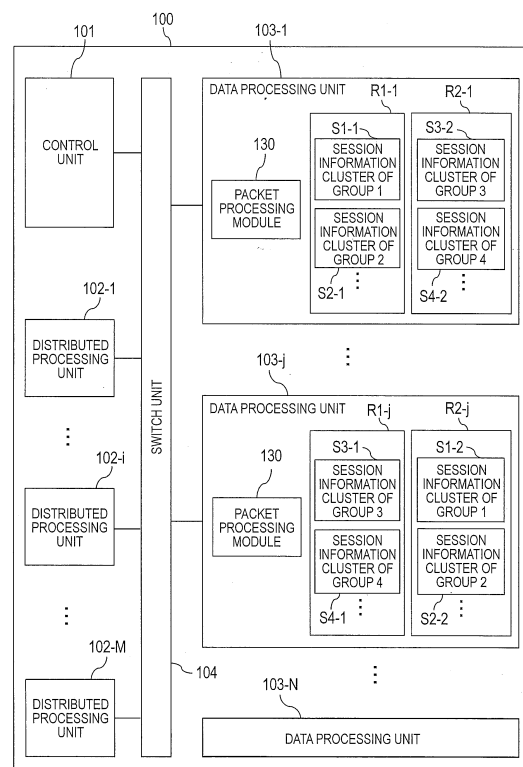 100
101
103-1
CONTROL
UNIT
DATA PROCESSING UNIT
R1-1
R2-1
S1-1
S3-2
130
PACKET
PROCESSING
MODULE
SESSION
INFORMATION
CLUSTER OF
GROUP 1
SESSION
INFORMATION
CLUSTER OF
GROUP 3
SESSION
INFORMATION
CLUSTER OF
GROUP 2
SESSION
INFORMATION
CLUSTER OF
GROUP 4
S2-1
S4-2
102-1
DISTRIBUTED
PROCESSING
UNIT
SWITCH UNIT
103-j
DATA PROCESSING UNIT
R1-j
R2-j
S3-1
S1-2
102-i
DISTRIBUTED
PROCESSING
UNIT
130
PACKET
PROCESSING
MODULE
SESSION
INFORMATION
CLUSTER OF
GROUP 3
SESSION
INFORMATION
CLUSTER OF
GROUP 1
SESSION
INFORMATION
CLUSTER OF
GROUP 4
SESSION
INFORMATION
CLUSTER OF
GROUP 2
S4-1
S2-2
102-M
DISTRIBUTED
PROCESSING
UNIT
104
103-N
DATA PROCESSING UNIT